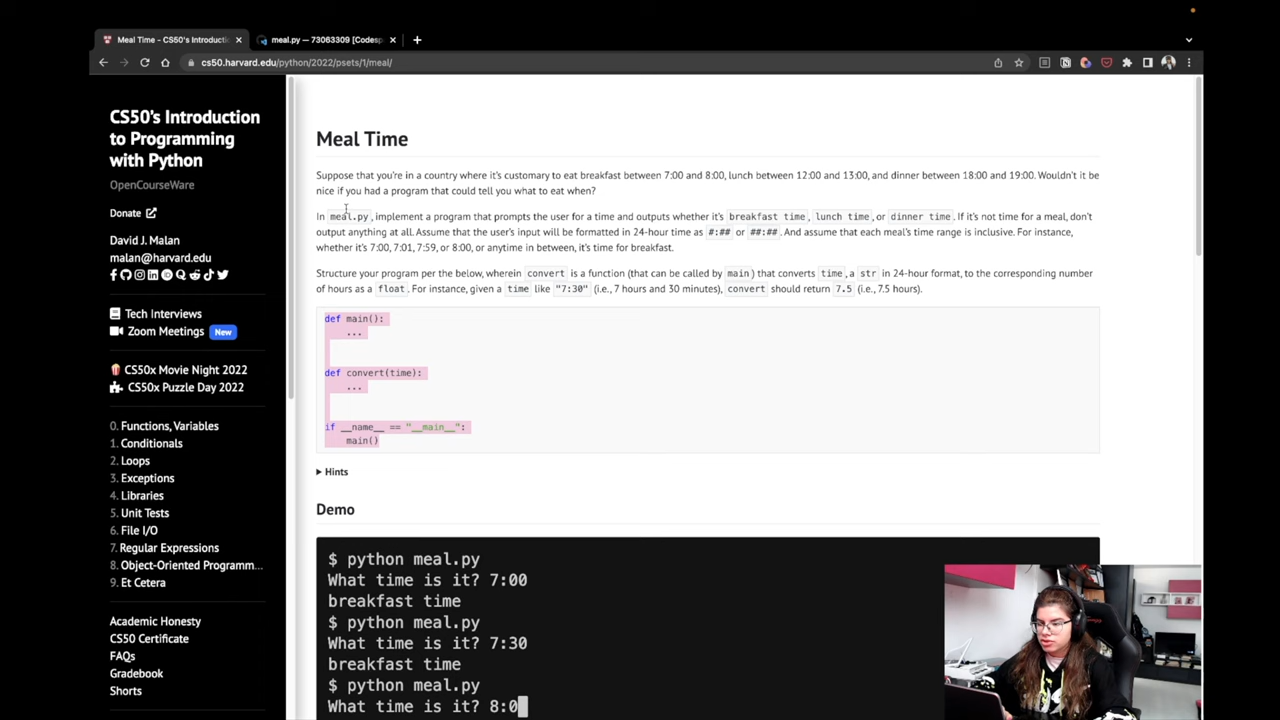 Meal Time - CS50's Introducti
meal.py — 73063309 [Codesp
cs50.harvard.edu/python/2022/psets/1/meal/
CS50's Introduction
to Programming
with Python
OpenCourseWare
Donate
David J. Malan
malan@harvard.edu
Tech Interviews
Zoom Meetings New
CS50x Movie Night 2022
CS50x Puzzle Day 2022
0. Functions, Variables
1. Conditionals
2. Loops
3. Exceptions
4. Libraries
5. Unit Tests
6. File I/O
7. Regular Expressions
8. Object-Oriented Programm...
9. Et Cetera
Academic Honesty
CS50 Certificate
FAQs
Gradebook
Shorts
Meal Time
Suppose that you're in a country where it's customary to eat breakfast between 7:00 and 8:00, lunch between 12:00 and 13:00, and dinner between 18:00 and 19:00. Wouldn't it be
nice if you had a program that could tell you what to eat when?
In meal.py, implement a program that prompts the user for a time and outputs whether it's breakfast time, lunch time, or dinner time. If it's not time for a meal, don't
output anything at all. Assume that the user's input will be formatted in 24-hour time as #:## or ##:##. And assume that each meal's time range is inclusive. For instance,
whether it's 7:00, 7:01, 7:59, or 8:00, or anytime in between, it's time for breakfast.
Structure your program per the below, wherein convert is a function (that can be called by main) that converts time, a str in 24-hour format, to the corresponding number
of hours as a float. For instance, given a time like "7:30" (i.e., 7 hours and 30 minutes), convert should return 7.5 (i.e., 7.5 hours).
def main():
...
def convert(time):
...
if __name__ == "__main__":
main()
Hints
Demo
$ python meal.py
What time is it? 7:00
breakfast time
$ python meal.py
What time is it? 7:30
breakfast time
$ python meal.py
What time is it? 8:0